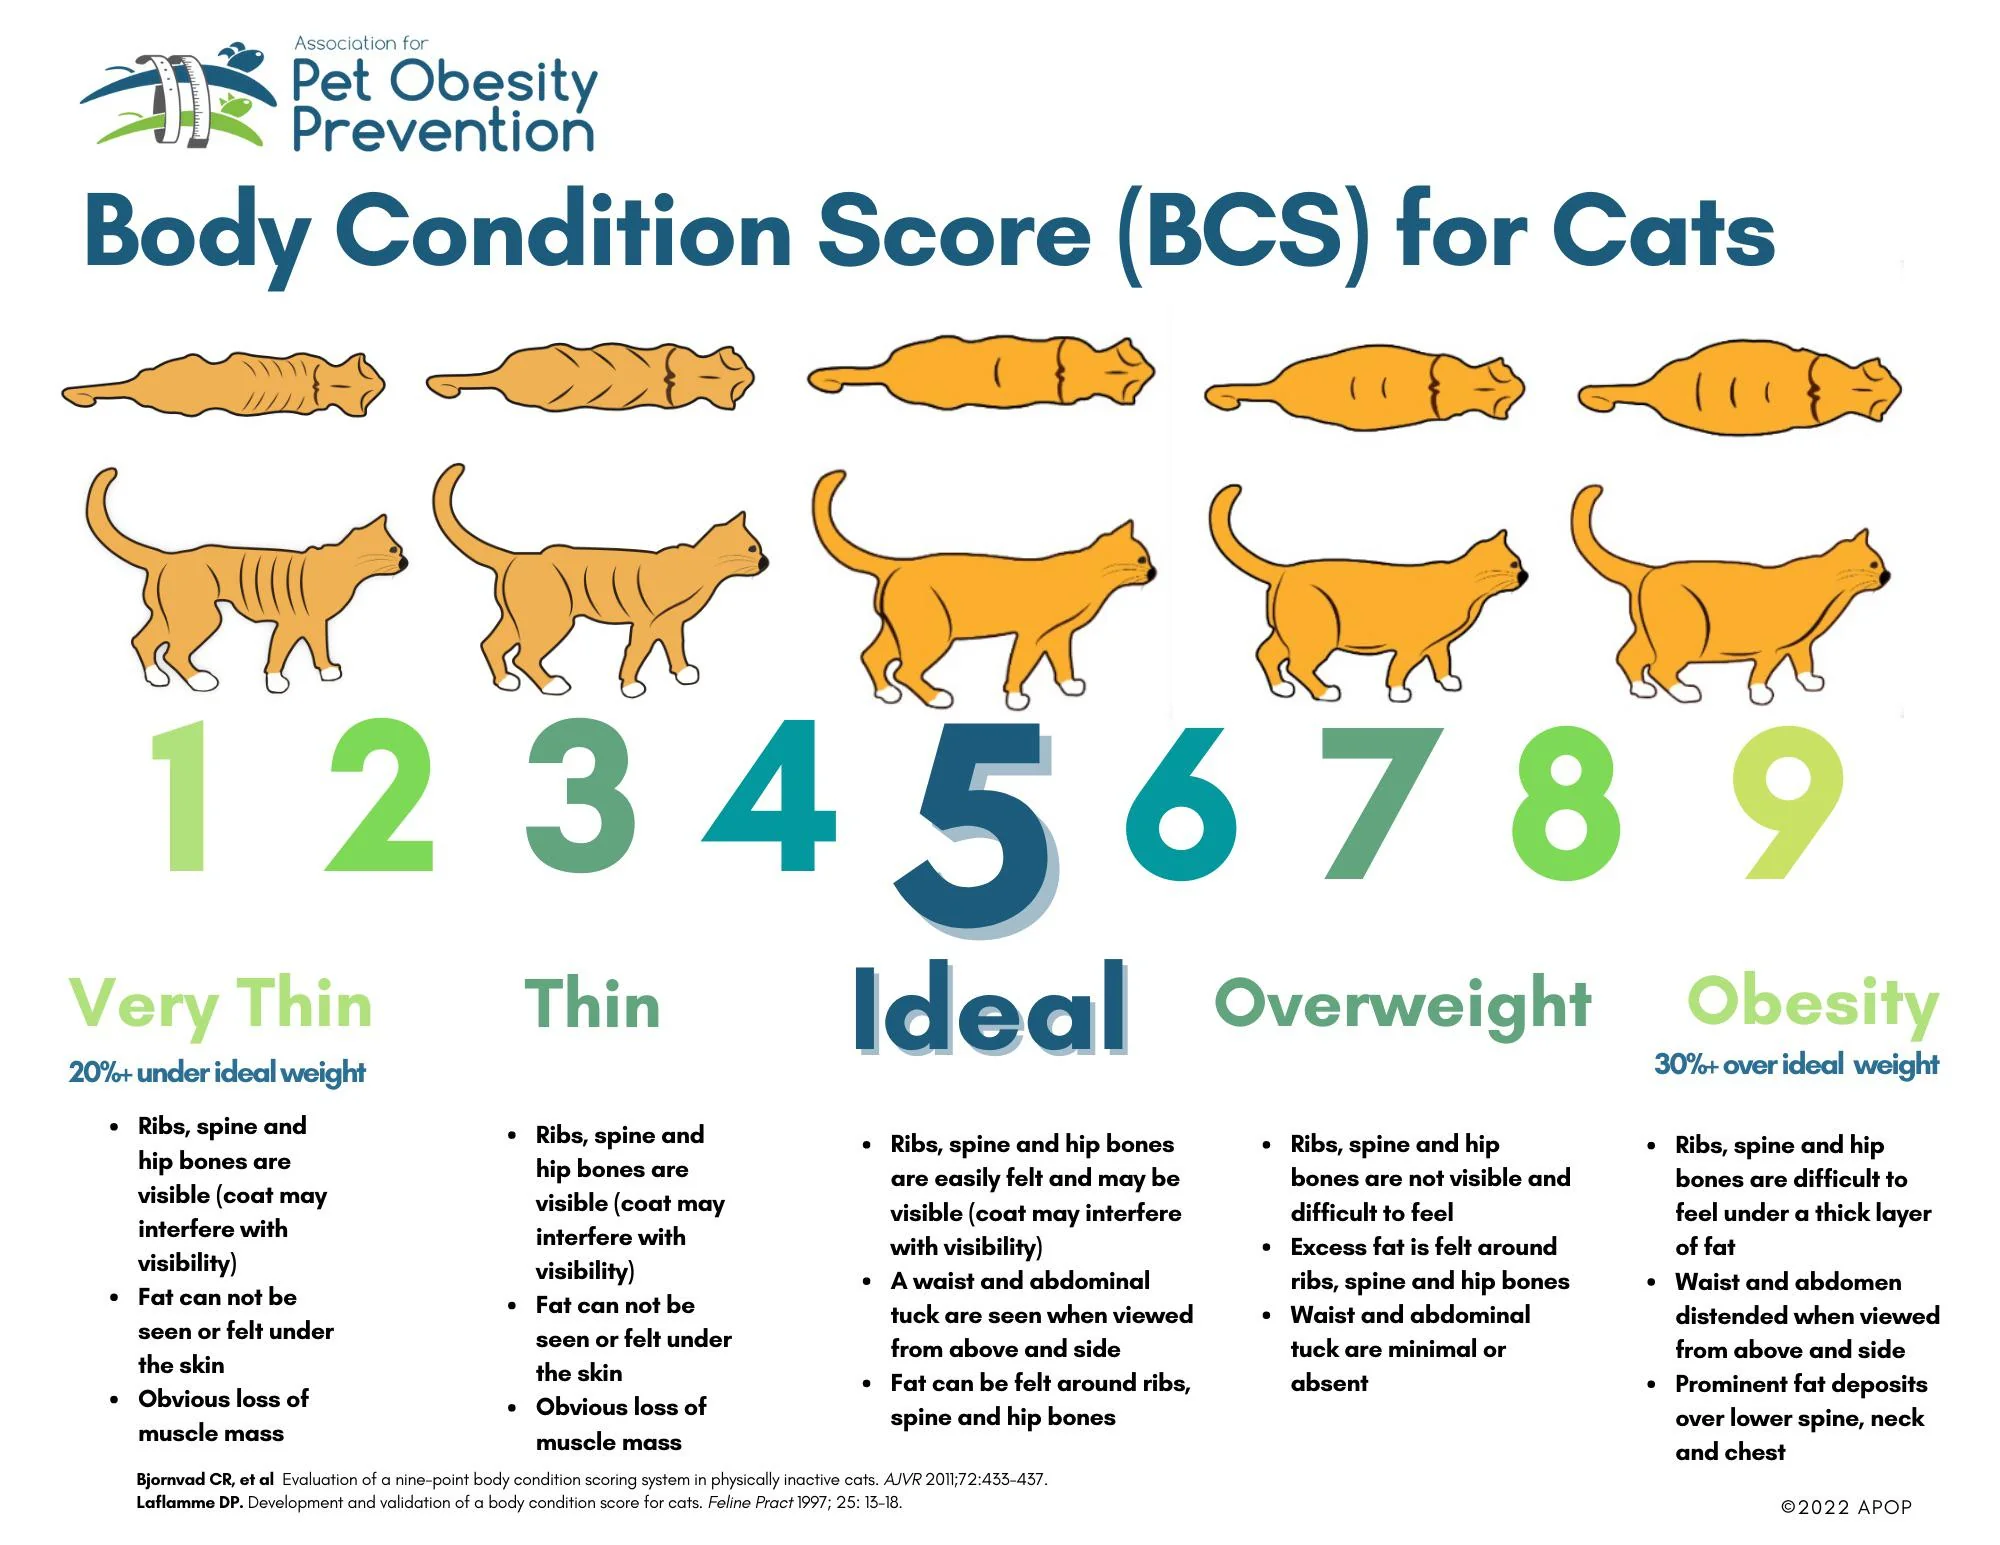 Association for
Pet Obesity
Prevention
Body Condition Score (BCS) for Cats
1 2 3 4 5 6 7 8 9
Very Thin
20%+ under ideal weight
• Ribs, spine and
hip bones are
visible (coat may
interfere with
visibility)
• Fat can not be
seen or felt under
the skin
• Obvious loss of
muscle mass
Thin
• Ribs, spine and
hip bones are
visible (coat may
interfere with
visibility)
• Fat can not be
seen or felt under
the skin
• Obvious loss of
muscle mass
Ideal
• Ribs, spine and hip bones
are easily felt and may be
visible (coat may interfere
with visibility)
• A waist and abdominal
tuck are seen when viewed
from above and side
• Fat can be felt around ribs,
spine and hip bones
Overweight
• Ribs, spine and hip
bones are not visible and
difficult to feel
• Excess fat is felt around
ribs, spine and hip bones
• Waist and abdominal
tuck are minimal or
absent
Obesity
30%+ over ideal weight
• Ribs, spine and hip
bones are difficult to
feel under a thick layer
of fat
• Waist and abdomen
distended when viewed
from above and side
• Prominent fat deposits
over lower spine, neck
and chest
Bjornvad CR, et al Evaluation of a nine-point body condition scoring system in physically inactive cats. AJVR 2011;72:433-437.
Laflamme DP. Development and validation of a body condition score for cats. Feline Pract 1997; 25: 13-18.
©2022 APOP